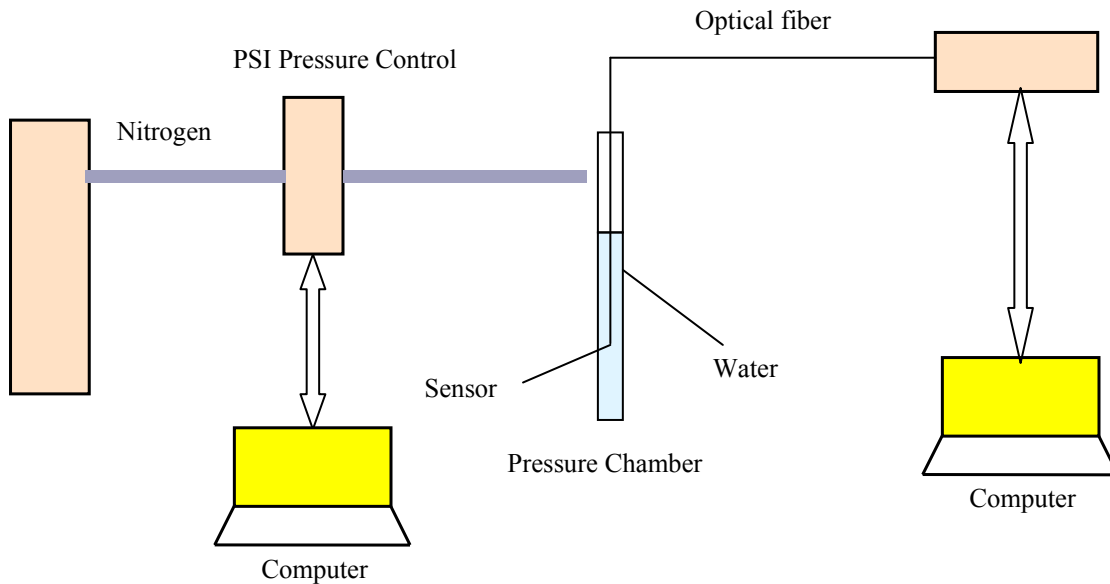 Optical fiber
PSI Pressure Control
Nitrogen
Water
Sensor
Pressure Chamber
Computer
Computer